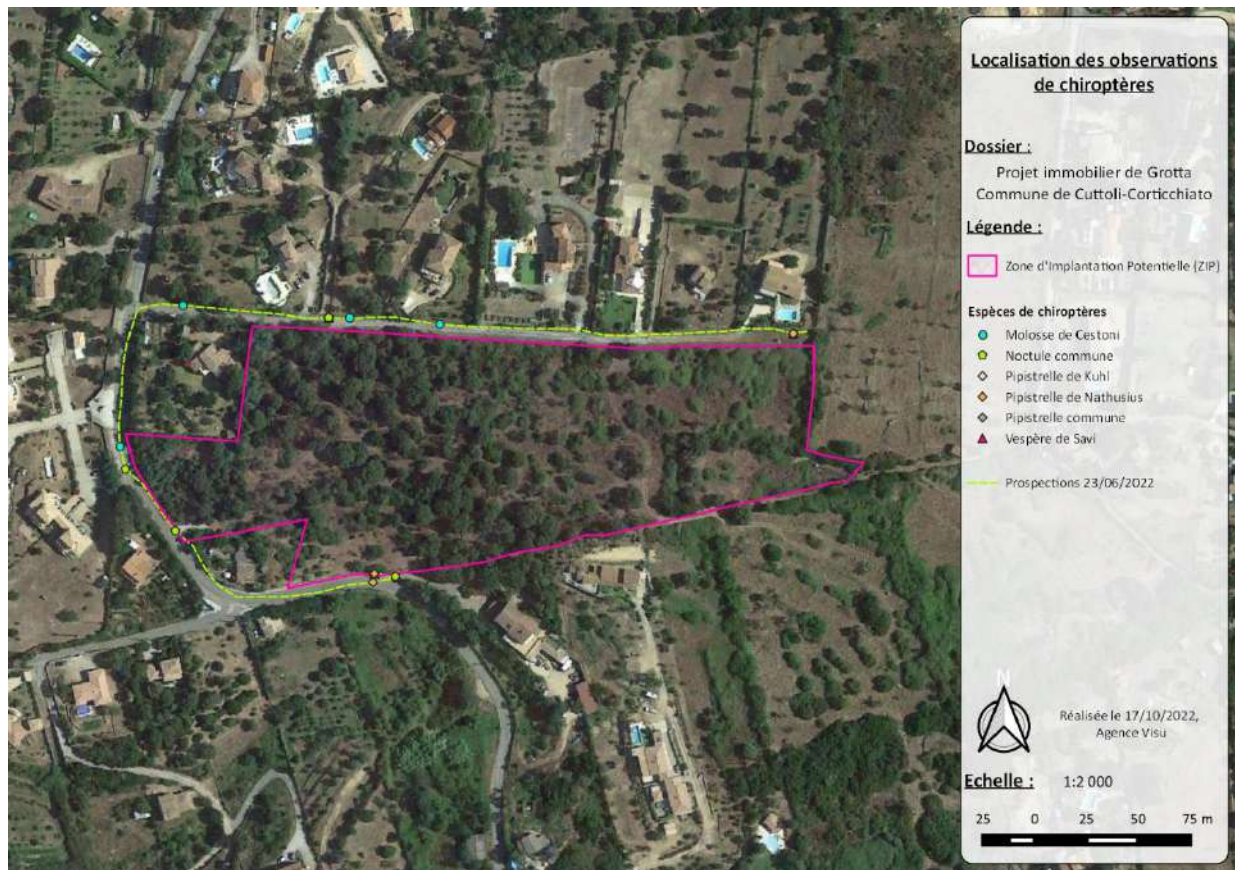 Localisation des observations
de chiroptères
Dossier :
Projet immobilier de Grotta
Commune de Cuttoli-Corticchiato
Légende :
Zone d'Implantation Potentielle (ZIP)
Espèces de chiroptères
Molosse de Cestoni
Noctule commune
Pipistrelle de Kuhl
Pipistrelle de Nathusius
Pipistrelle commune
Vespère de Savi
Prospections 23/06/2022
N
Réalisée le 17/10/2022,
Agence Visu
Echelle : 1:2 000
25 0 25 50 75 m